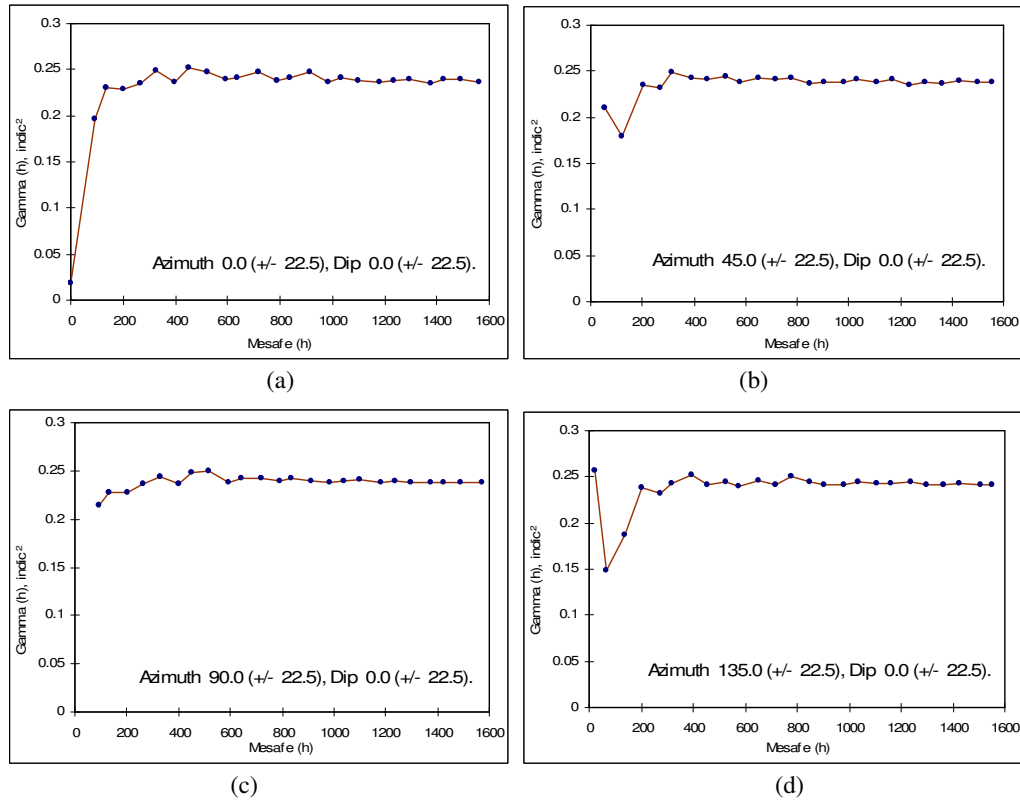 0.3
0.25
0.2
0.15
0.1
0.05
0
Gamma (h), indic²
Azimuth 0.0 (+/- 22.5), Dip 0.0 (+/- 22.5).
0 200 400 600 800 1000 1200 1400 1600
Mesafe (h)
(a)
0.3
0.25
0.2
0.15
0.1
0.05
0
Gamma (h), indic²
Azimuth 45.0 (+/- 22.5), Dip 0.0 (+/- 22.5).
0 200 400 600 800 1000 1200 1400 1600
Mesafe (h)
(b)
0.3
0.25
0.2
0.15
0.1
0.05
0
Gamma (h), indic²
Azimuth 90.0 (+/- 22.5), Dip 0.0 (+/- 22.5).
0 200 400 600 800 1000 1200 1400 1600
Mesafe (h)
(c)
0.3
0.25
0.2
0.15
0.1
0.05
0
Gamma (h), indic²
Azimuth 135.0 (+/- 22.5), Dip 0.0 (+/- 22.5).
0 200 400 600 800 1000 1200 1400 1600
Mesafe (h)
(d)